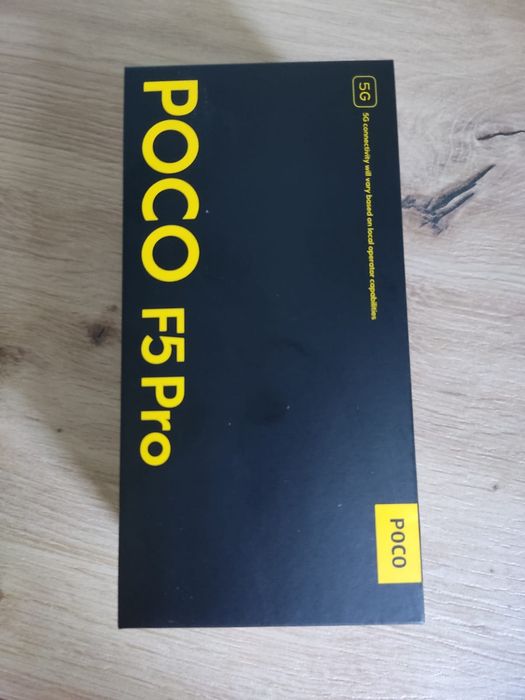 5G
5G connectivity will vary based on local operator capabilities
POCO F5 Pro
POCO